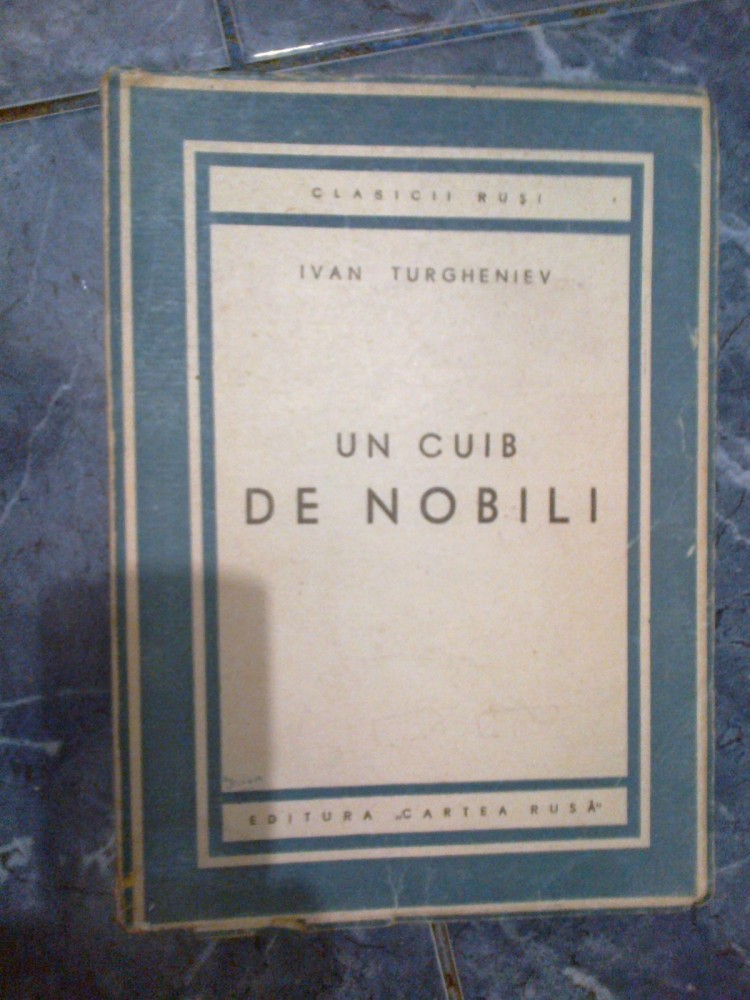 CLASICII RUŞI
IVAN TURGHENIEV
UN CUIB
DE NOBILI
EDITURA „CARTEA RUSĂ"